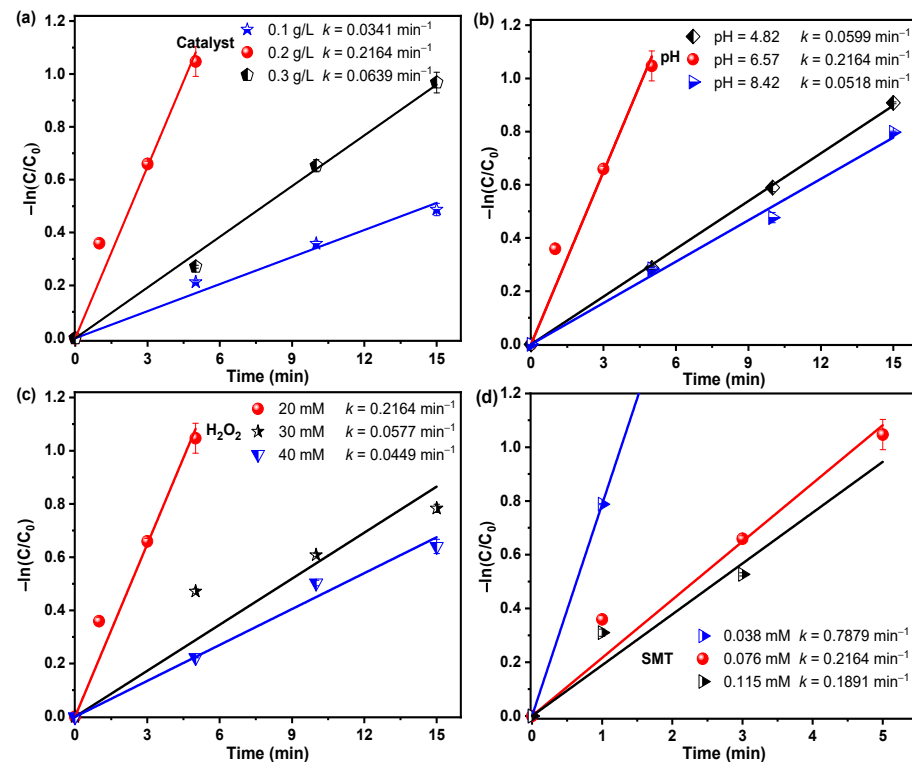 (a)
0.1 g/L k = 0.0341 min⁻¹
Catalyst
0.2 g/L k = 0.2164 min⁻¹
0.3 g/L k = 0.0639 min⁻¹
1.2
1.0
0.8
0.6
0.4
0.2
0.0
–ln(C/C₀)
0 3 6 9 12 15
Time (min)
(b)
pH = 4.82 k = 0.0599 min⁻¹
pH
pH = 6.57 k = 0.2164 min⁻¹
pH = 8.42 k = 0.0518 min⁻¹
1.2
1.0
0.8
0.6
0.4
0.2
0.0
–ln(C/C₀)
0 3 6 9 12 15
Time (min)
(c)
20 mM k = 0.2164 min⁻¹
H₂O₂
30 mM k = 0.0577 min⁻¹
40 mM k = 0.0449 min⁻¹
1.2
1.0
0.8
0.6
0.4
0.2
0.0
–ln(C/C₀)
0 3 6 9 12 15
Time (min)
(d)
0.038 mM k = 0.7879 min⁻¹
SMT
0.076 mM k = 0.2164 min⁻¹
0.115 mM k = 0.1891 min⁻¹
1.2
1.0
0.8
0.6
0.4
0.2
0.0
–ln(C/C₀)
0 1 2 3 4 5
Time (min)